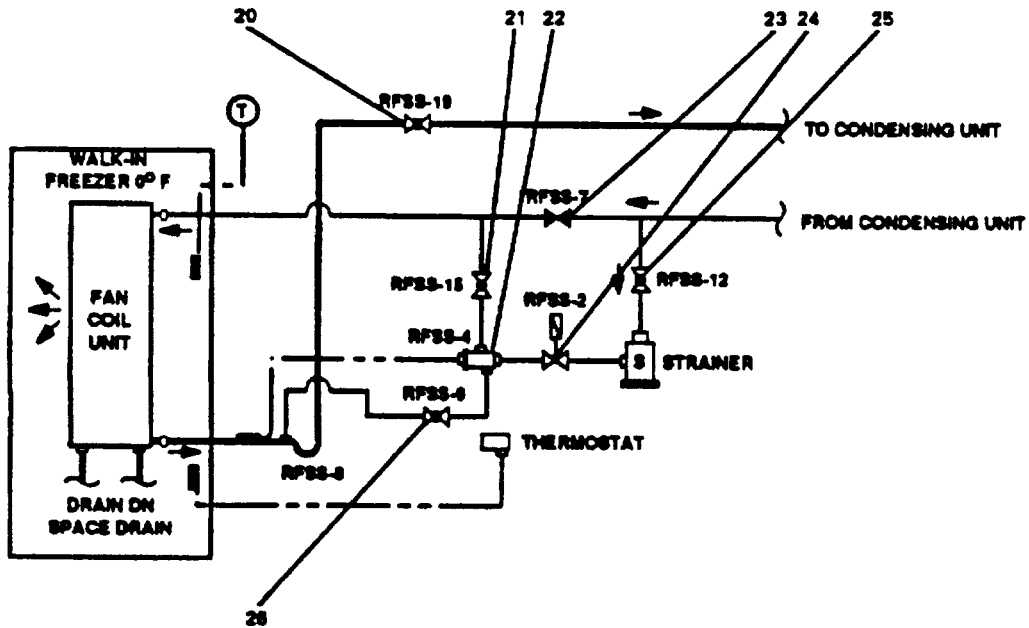 20
21
22
23
24
25
RFSS-19
T
TO CONDENSING UNIT
WALK-IN
FREEZER 0° F
RFSS-7
FROM CONDENSING UNIT
FAN
COIL
UNIT
RFSS-15
RFSS-2
RFSS-12
RFSS-4
S
STRAINER
RFSS-6
THERMOSTAT
RFSS-8
DRAIN DN
SPACE DRAIN
26